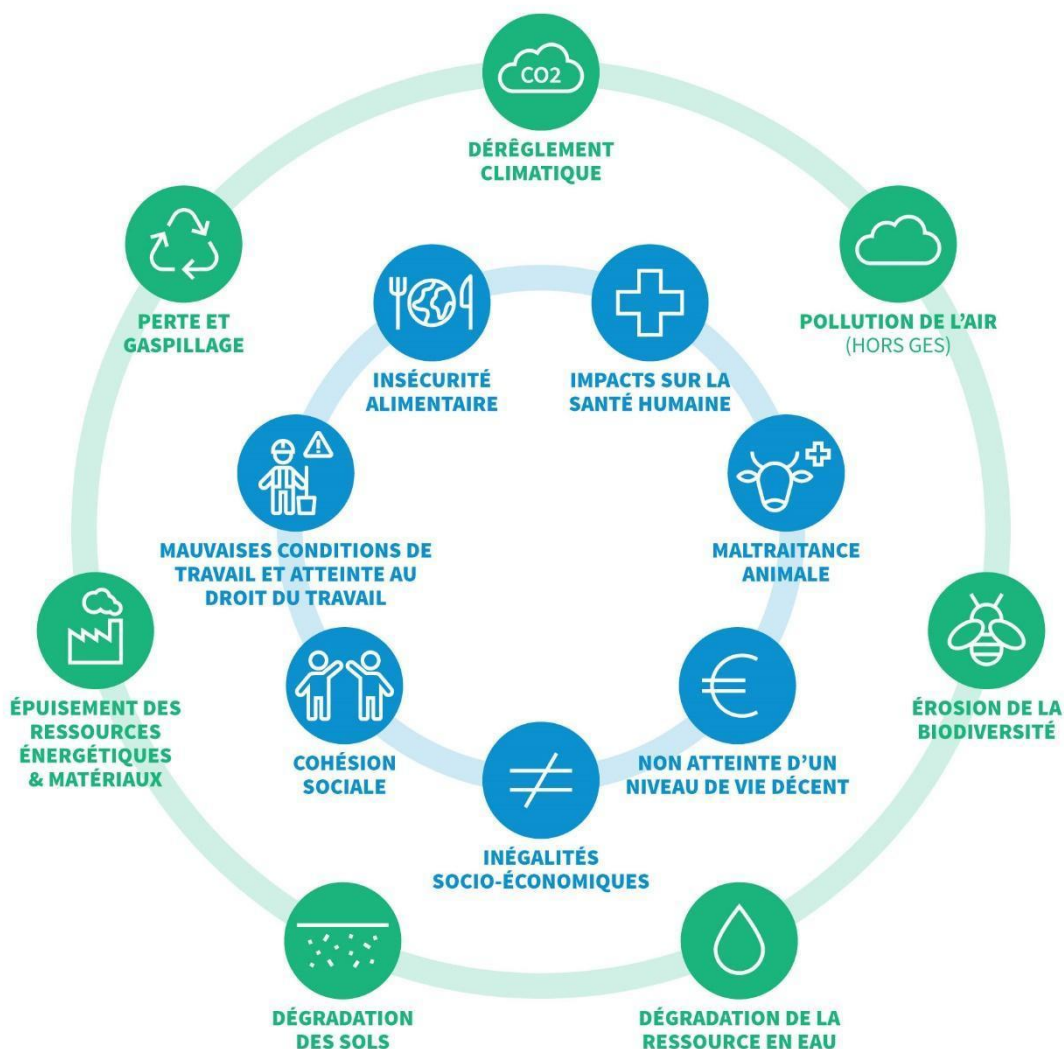 CO2
DÉRÊGLEMENT
CLIMATIQUE
PERTE ET
GASPILLAGE
POLLUTION DE L'AIR
(HORS GES)
INSÉCURITÉ
ALIMENTAIRE
IMPACTS SUR LA
SANTÉ HUMAINE
MAUVAISES CONDITIONS DE
TRAVAIL ET ATTEINTE AU
DROIT DU TRAVAIL
MALTRAITANCE
ANIMALE
ÉPUISEMENT DES
RESSOURCES
ÉNERGÉTIQUES
& MATÉRIAUX
COHÉSION
SOCIALE
NON ATTEINTE D'UN
NIVEAU DE VIE DÉCENT
ÉROSION DE LA
BIODIVERSITÉ
INÉGALITÉS
SOCIO-ÉCONOMIQUES
DÉGRADATION
DES SOLS
DÉGRADATION DE LA
RESSOURCE EN EAU